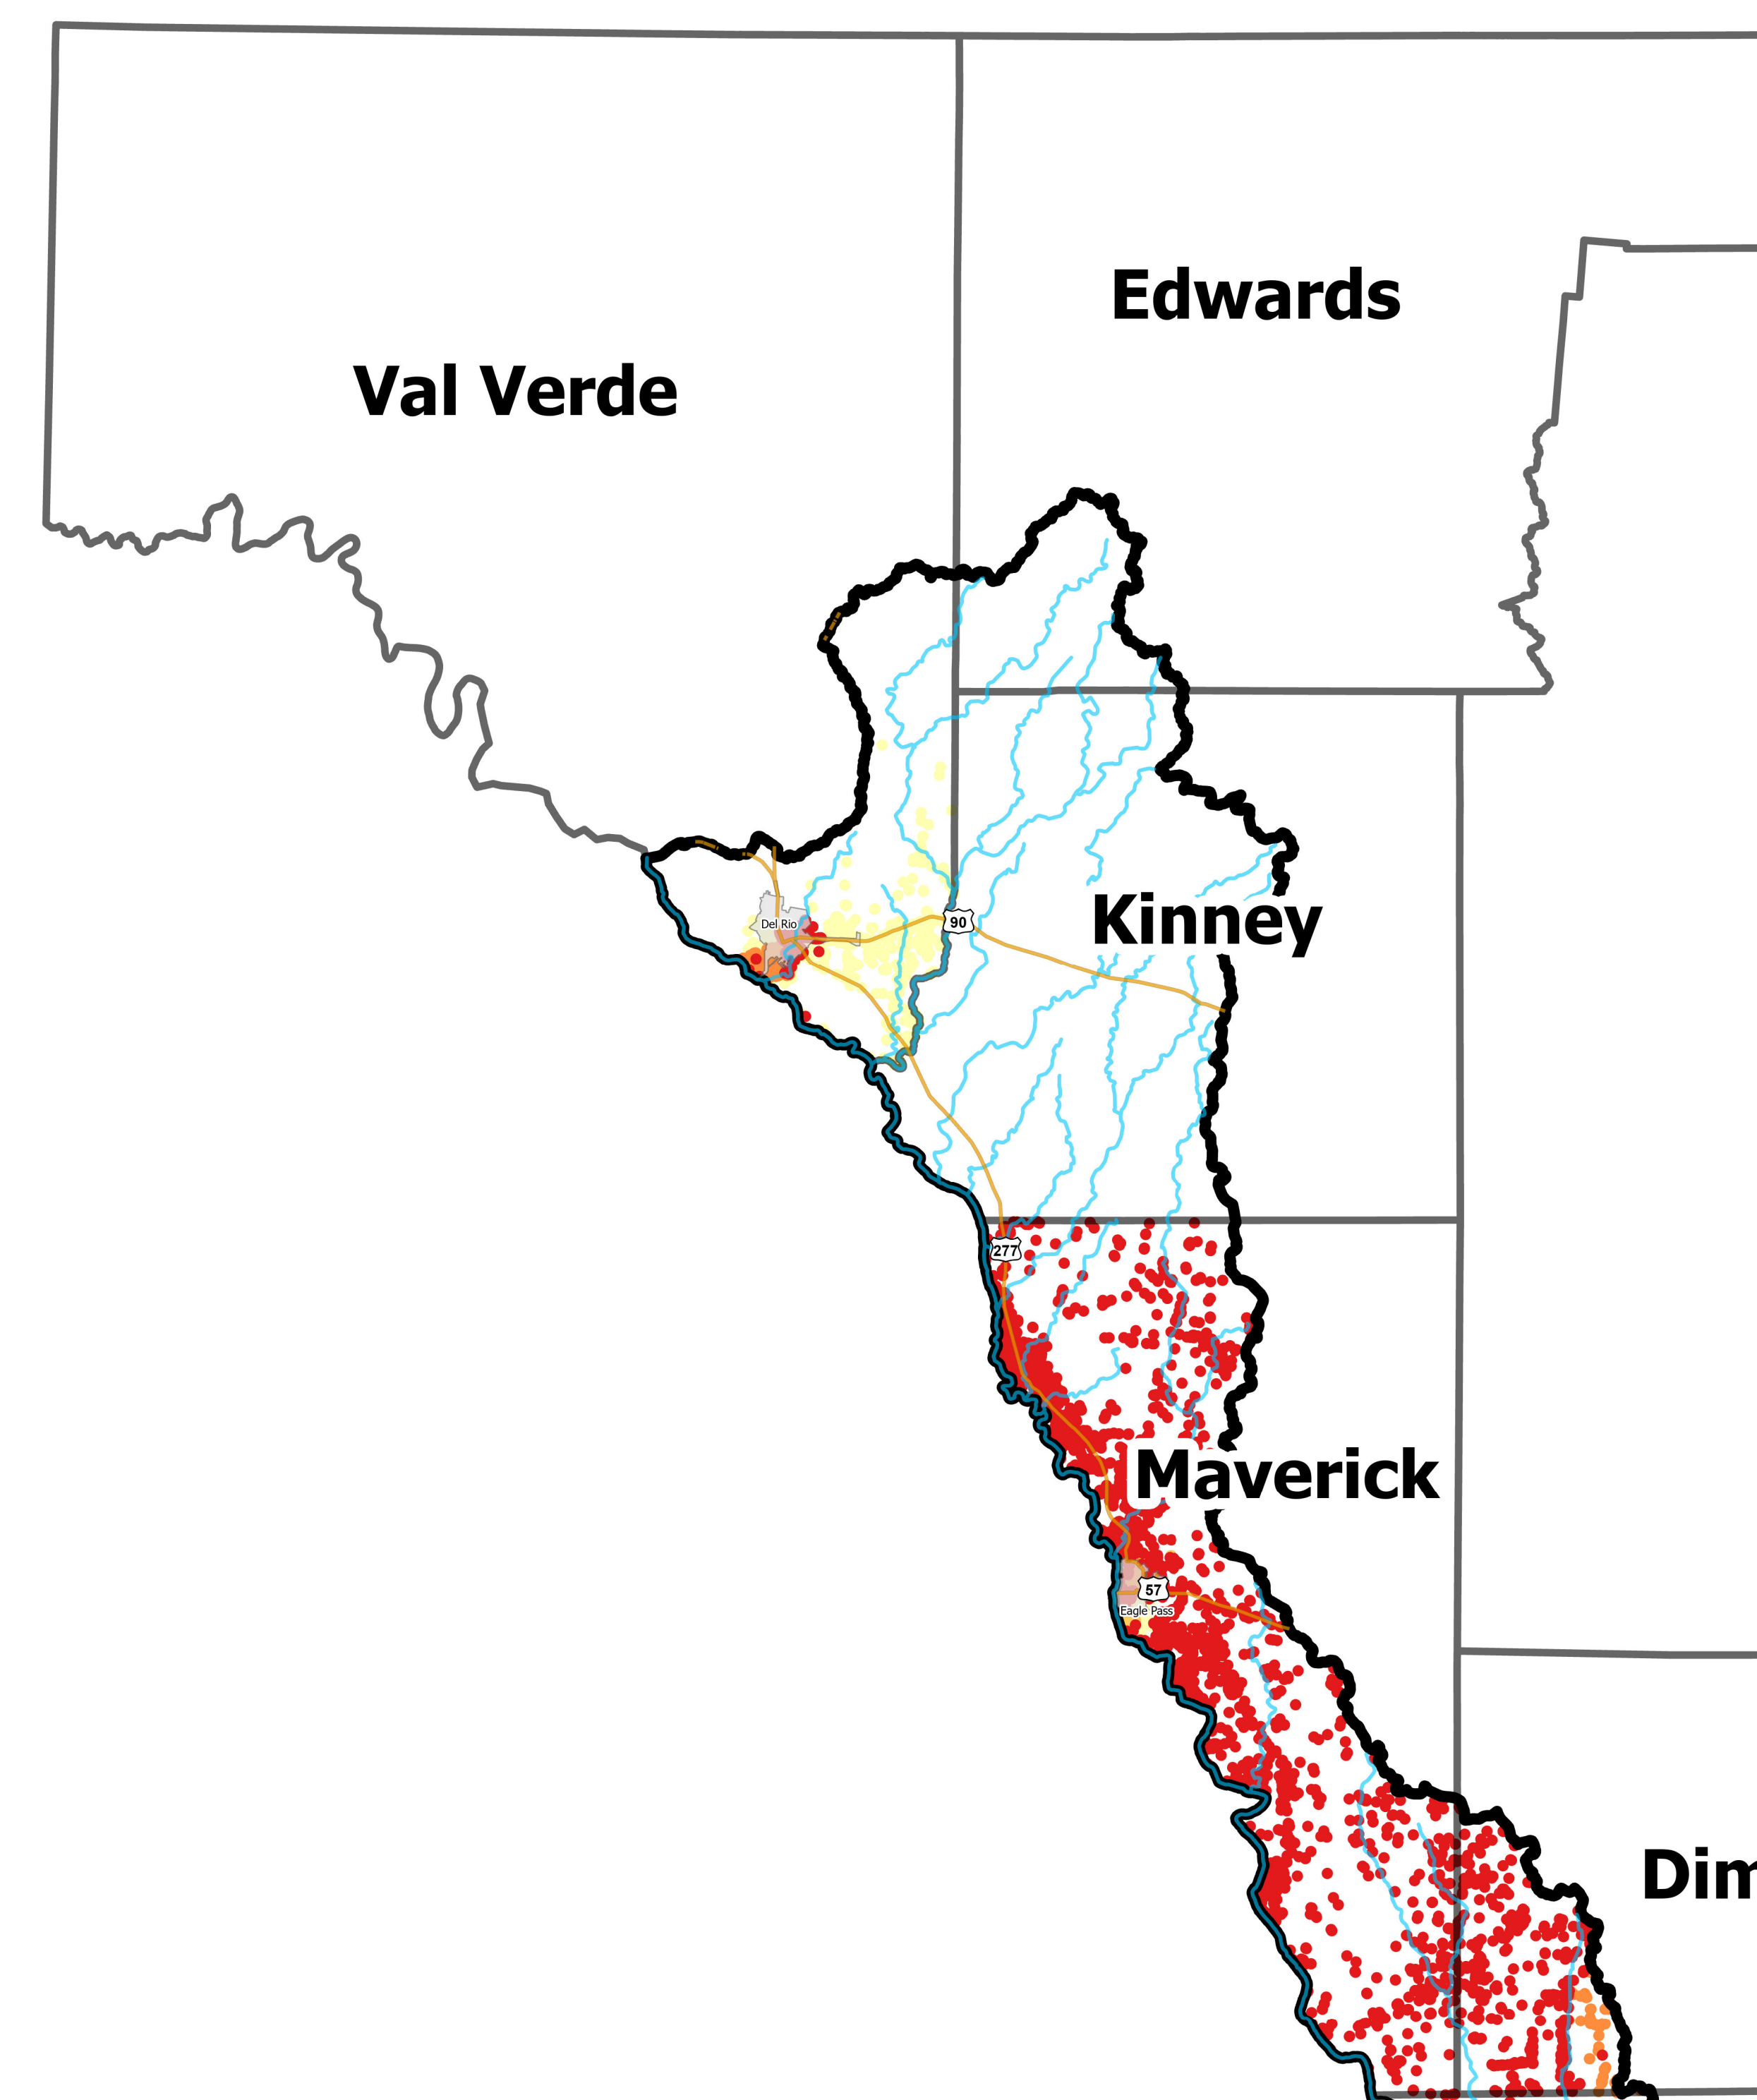 Edwards
Val Verde
Kinney
90
Del Rio
277
Maverick
57
Eagle Pass
Dim